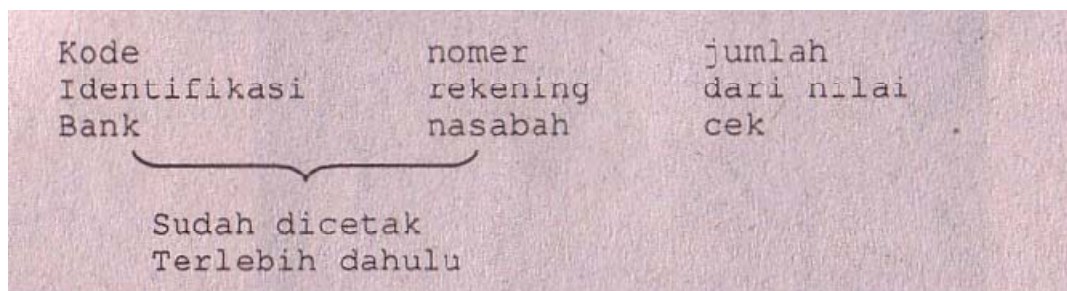 Kode nomer jumlah
Identifikasi rekening dari nilai
Bank nasabah cek
Sudah dicetak
Terlebih dahulu